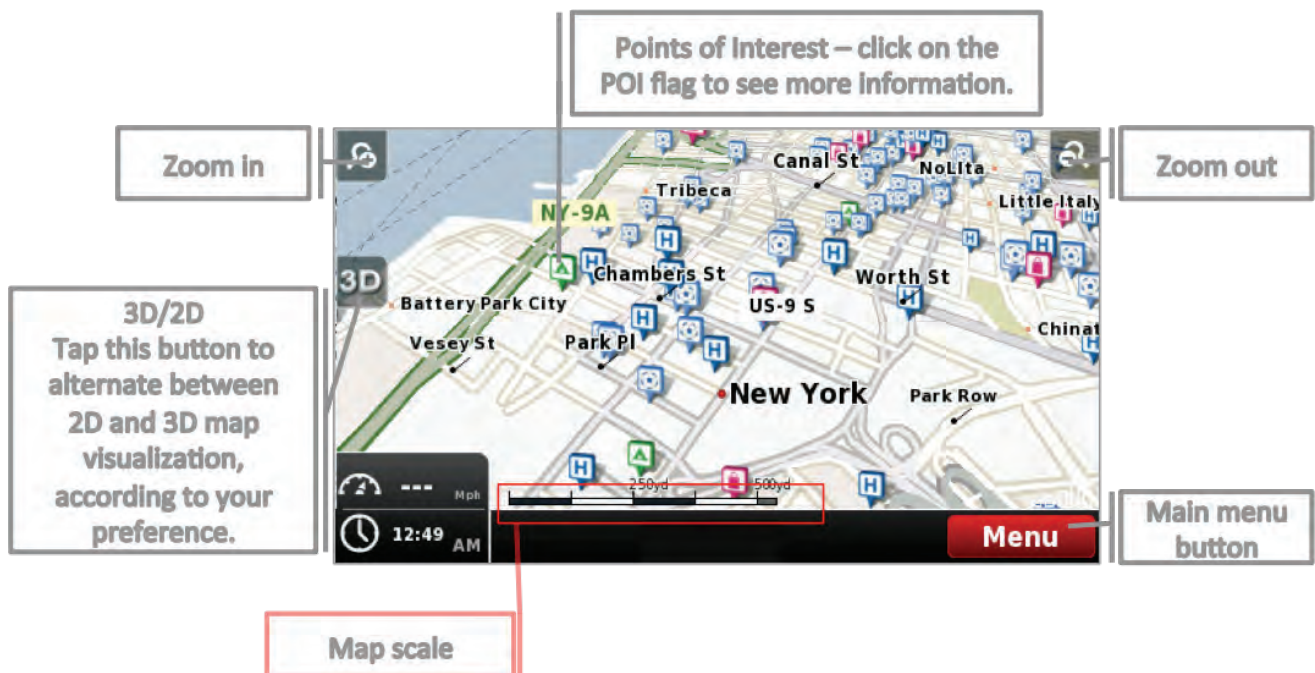 Points of Interest – click on the
POI flag to see more information.
Zoom in
Zoom out
Canal St
NoLIta
Tribeca
Little Italy
NY-9A
3D
Chambers St
Worth St
Battery Park City
US-9 S
Chinat
Vesey St
Park Pl
New York
Park Row
3D/2D
Tap this button to
alternate between
2D and 3D map
visualization,
according to your
preference.
--- Mph
250yd
500yd
12:49 AM
Menu
Main menu
button
Map scale